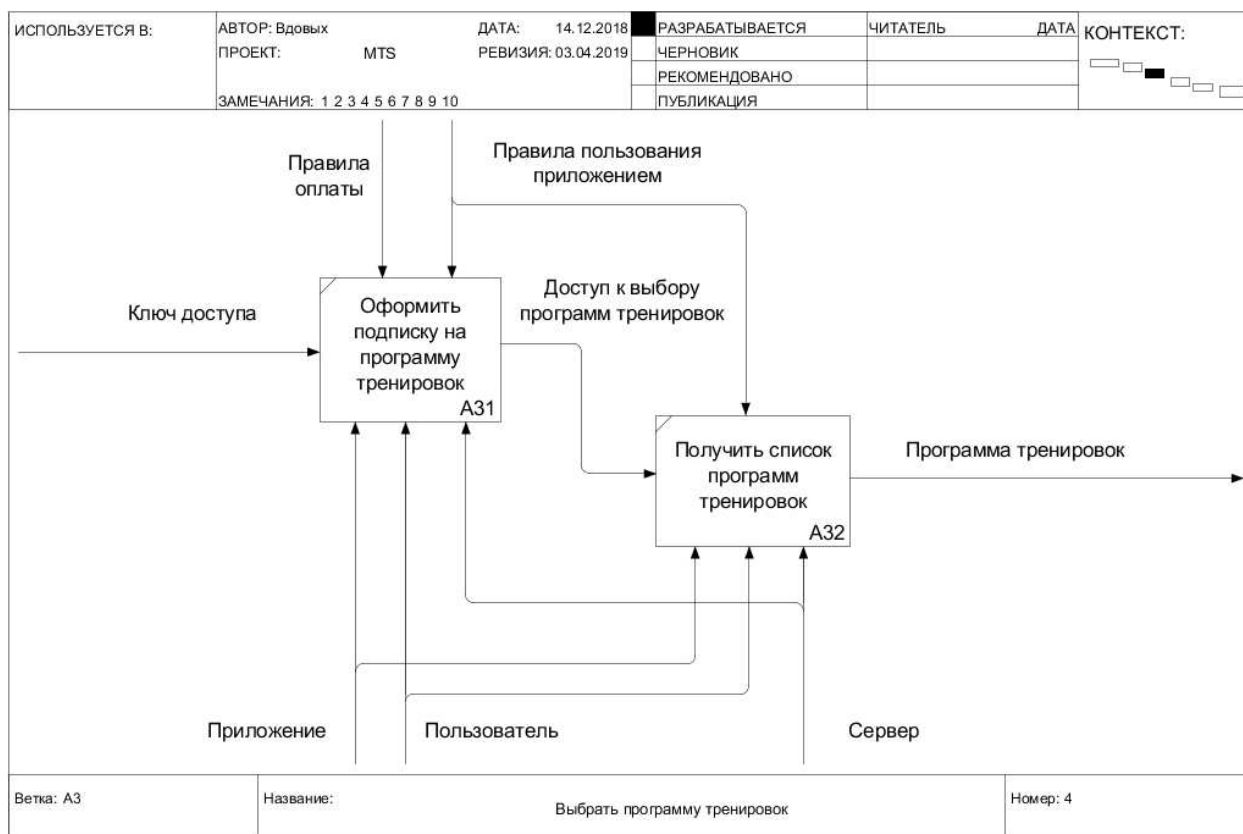 ИСПОЛЬЗУЕТСЯ В:
АВТОР: Вдовых
ДАТА: 14.12.2018
ПРОЕКТ: MTS
РЕВИЗИЯ: 03.04.2019
ЗАМЕЧАНИЯ: 1 2 3 4 5 6 7 8 9 10
РАЗРАБАТЫВАЕТСЯ
ЧЕРНОВИК
РЕКОМЕНДОВАНО
ПУБЛИКАЦИЯ
ЧИТАТЕЛЬ
ДАТА
КОНТЕКСТ:
Правила
оплаты
Правила пользования
приложением
Ключ доступа
Оформить
подписку на
программу
тренировок
A31
Доступ к выбору
программ тренировок
Получить список
программ
тренировок
A32
Программа тренировок
Приложение
Пользователь
Сервер
Ветка: A3
Название:
Выбрать программу тренировок
Номер: 4